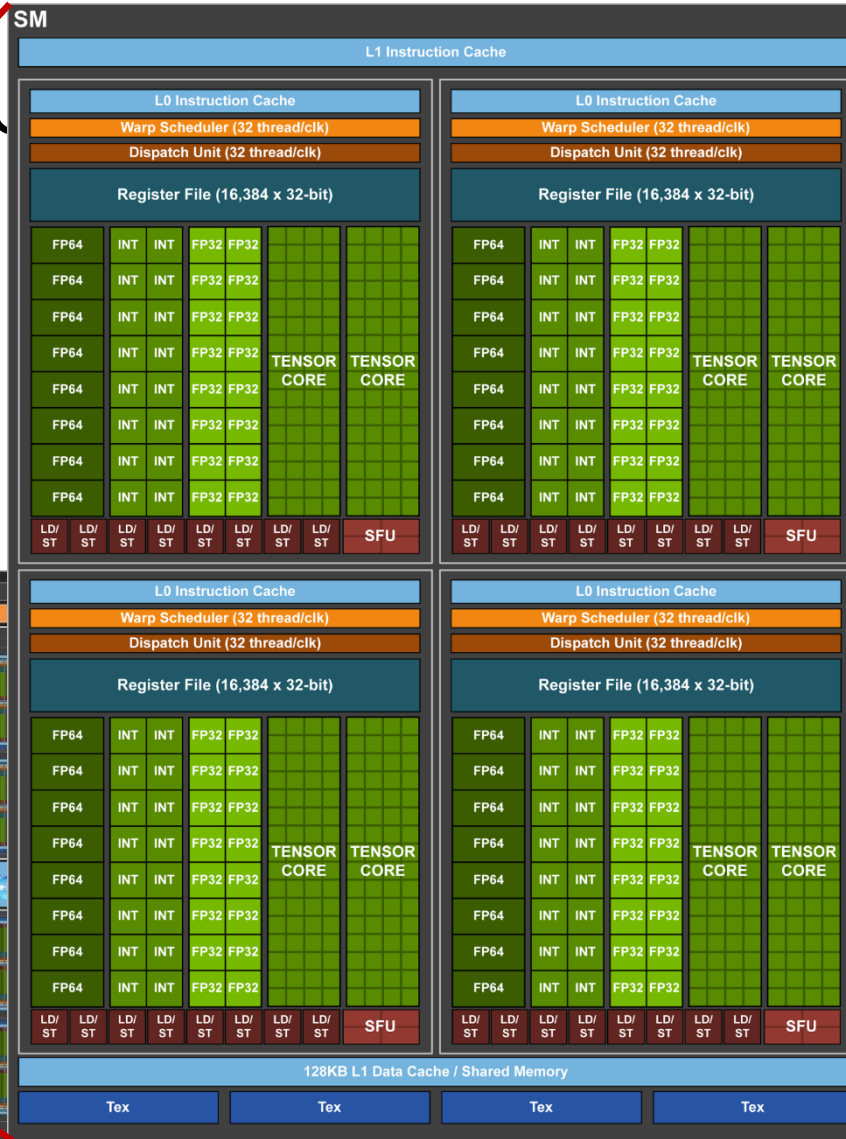 SM
L1 Instruction Cache
L0 Instruction Cache
Warp Scheduler (32 thread/clk)
Dispatch Unit (32 thread/clk)
Register File (16,384 x 32-bit)
FP64 INT INT FP32 FP32
FP64 INT INT FP32 FP32
FP64 INT INT FP32 FP32
FP64 INT INT FP32 FP32
FP64 INT INT FP32 FP32
FP64 INT INT FP32 FP32
FP64 INT INT FP32 FP32
FP64 INT INT FP32 FP32
TENSOR TENSOR
CORE CORE
LD/ LD/ LD/ LD/ LD/ LD/ LD/ LD/
ST ST ST ST ST ST ST ST
SFU
L0 Instruction Cache
Warp Scheduler (32 thread/clk)
Dispatch Unit (32 thread/clk)
Register File (16,384 x 32-bit)
FP64 INT INT FP32 FP32
FP64 INT INT FP32 FP32
FP64 INT INT FP32 FP32
FP64 INT INT FP32 FP32
FP64 INT INT FP32 FP32
FP64 INT INT FP32 FP32
FP64 INT INT FP32 FP32
FP64 INT INT FP32 FP32
TENSOR TENSOR
CORE CORE
LD/ LD/ LD/ LD/ LD/ LD/ LD/ LD/
ST ST ST ST ST ST ST ST
SFU
L0 Instruction Cache
Warp Scheduler (32 thread/clk)
Dispatch Unit (32 thread/clk)
Register File (16,384 x 32-bit)
FP64 INT INT FP32 FP32
FP64 INT INT FP32 FP32
FP64 INT INT FP32 FP32
FP64 INT INT FP32 FP32
FP64 INT INT FP32 FP32
FP64 INT INT FP32 FP32
FP64 INT INT FP32 FP32
FP64 INT INT FP32 FP32
TENSOR TENSOR
CORE CORE
LD/ LD/ LD/ LD/ LD/ LD/ LD/ LD/
ST ST ST ST ST ST ST ST
SFU
L0 Instruction Cache
Warp Scheduler (32 thread/clk)
Dispatch Unit (32 thread/clk)
Register File (16,384 x 32-bit)
FP64 INT INT FP32 FP32
FP64 INT INT FP32 FP32
FP64 INT INT FP32 FP32
FP64 INT INT FP32 FP32
FP64 INT INT FP32 FP32
FP64 INT INT FP32 FP32
FP64 INT INT FP32 FP32
FP64 INT INT FP32 FP32
TENSOR TENSOR
CORE CORE
LD/ LD/ LD/ LD/ LD/ LD/ LD/ LD/
ST ST ST ST ST ST ST ST
SFU
128KB L1 Data Cache / Shared Memory
Tex Tex Tex Tex